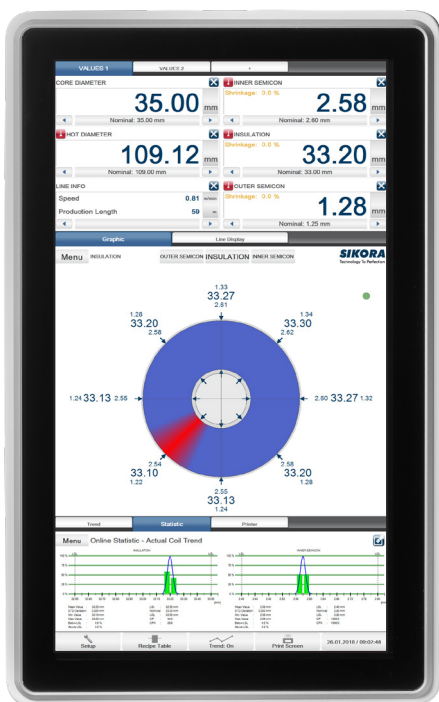 VALUES 1
VALUES 2
CORE DIAMETER
35.00 mm
Nominal: 35.00 mm
INNER SEMICON
Shrinkage: 0.0 %
2.58 mm
Nominal: 2.60 mm
HOT DIAMETER
109.12 mm
Nominal: 109.00 mm
INSULATION
Shrinkage: 0.0 %
33.20 mm
Nominal: 33.00 mm
LINE INFO
Speed 0.81 m/min
Production Length 50 m
OUTER SEMICON
Shrinkage: 0.0 %
1.28 mm
Nominal: 1.25 mm
Graphic
Line Display
Menu INSULATION
OUTER SEMICON INSULATION INNER SEMICON
SIKORA
Technology To Perfection
1.33
33.27
2.61
1.28
33.20
2.58
1.34
33.30
2.62
1.24 33.13 2.55
2.60 33.27 1.32
2.54
33.10
1.22
2.58
33.20
1.28
2.55
33.13
1.24
Trend
Statistic
Printer
Menu Online Statistic - Actual Coil Trend
INSULATION
INNER SEMICON
Setup
Recipe Table
Trend: On
Print Screen
26.01.2018 / 09:02:48